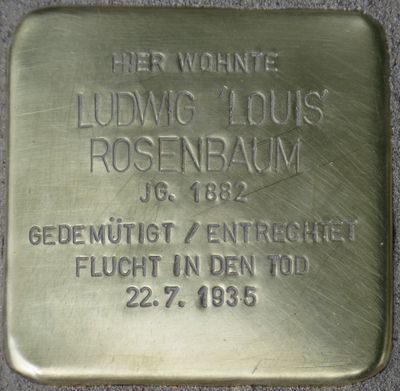 HIER WOHNTE
LUDWIG 'LOUIS'
ROSENBAUM
JG. 1882
GEDEMÜTIGT / ENTRECHTET
FLUCHT IN DEN TOD
22.7. 1935